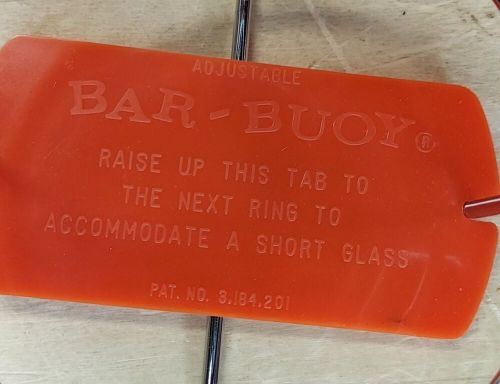 ADJUSTABLE
BAR-BUOY®
RAISE UP THIS TAB TO
THE NEXT RING TO
ACCOMMODATE A SHORT GLASS
PAT. NO. 3,184,201